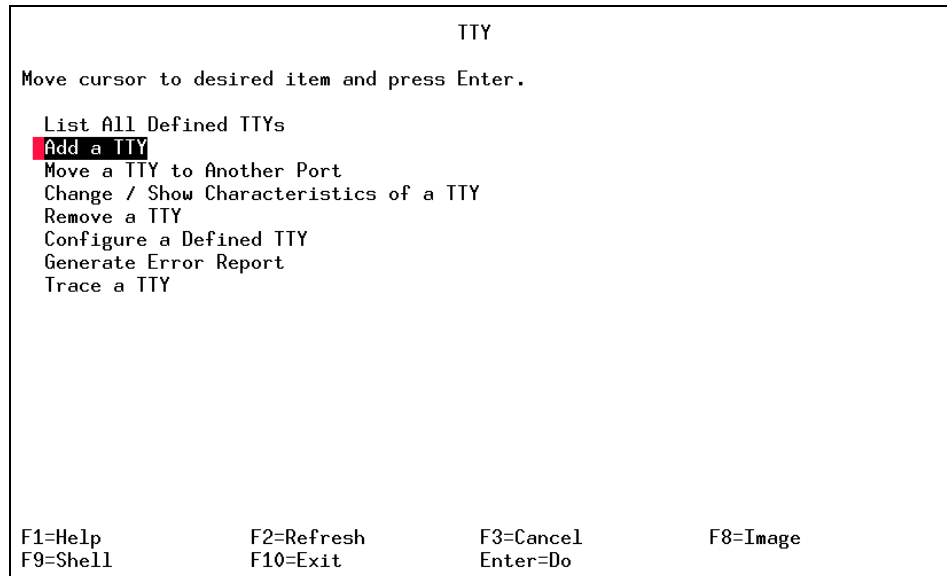 TTY
Move cursor to desired item and press Enter.
List All Defined TTYs
Add a TTY
Move a TTY to Another Port
Change / Show Characteristics of a TTY
Remove a TTY
Configure a Defined TTY
Generate Error Report
Trace a TTY
F1=Help F2=Refresh F3=Cancel F8=Image
F9=Shell F10=Exit Enter=Do